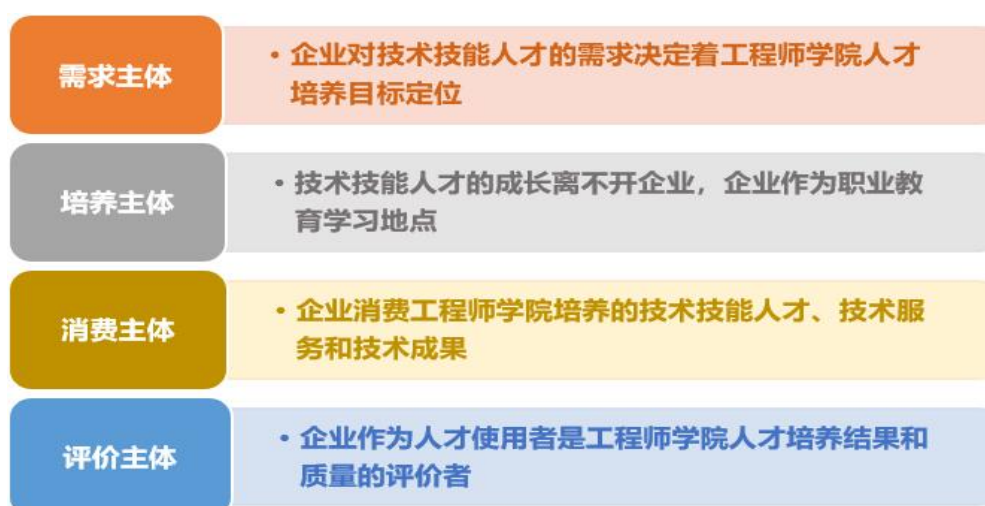 需求主体
• 企业对技术技能人才的需求决定着工程师学院人才
培养目标定位
培养主体
• 技术技能人才的成长离不开企业，企业作为职业教
育学习地点
消费主体
• 企业消费工程师学院培养的技术技能人才、技术服
务和技术成果
评价主体
• 企业作为人才使用者是工程师学院人才培养结果和
质量的评价者